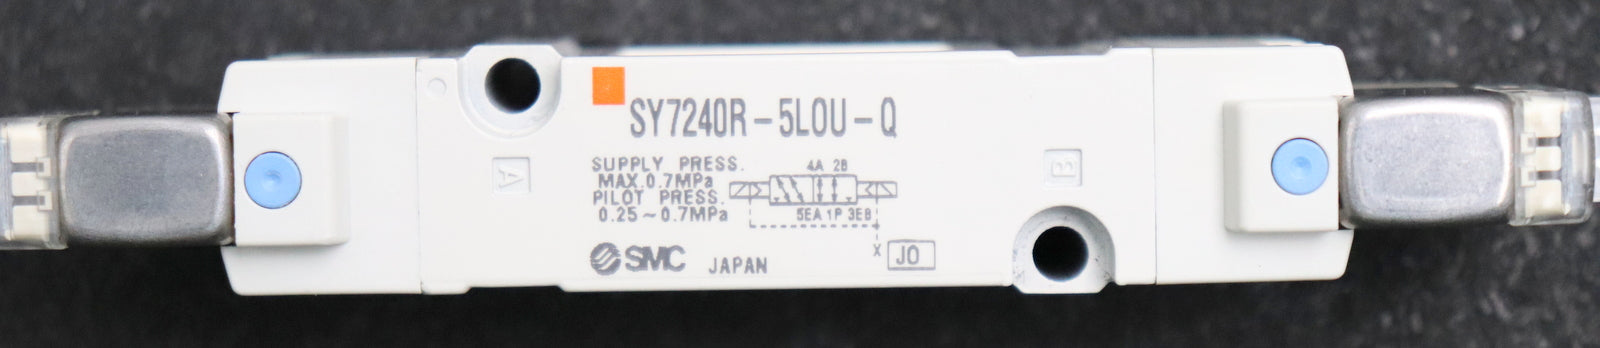 SY7240R-5LOU-Q
SUPPLY PRESS.
MAX.0.7MPa
PILOT PRESS.
0.25~0.7MPa
4A 2B
5EA 1P 3EB
X
JO
SMC JAPAN
A
B